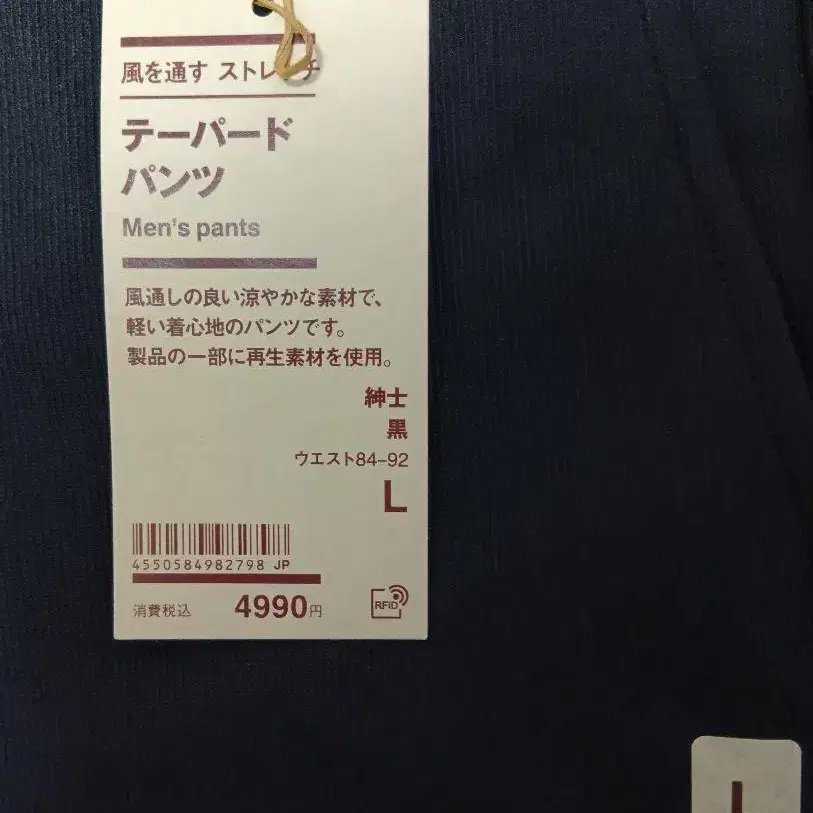 風を通す ストレッチ
テーパード
パンツ
Men's pants
風通しの良い涼やかな素材で、
軽い着心地のパンツです。
製品の一部に再生素材を使用。
紳士
黒
ウエスト84-92
L
4550584982798 JP
消費税込 4990円
RFID